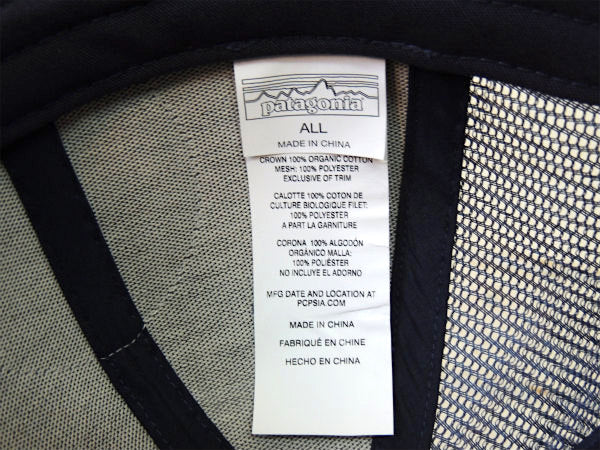 patagonia
ALL
MADE IN CHINA
CROWN 100% ORGANIC COTTON
MESH: 100% POLYESTER
EXCLUSIVE OF TRIM
CALOTTE 100% COTON DE
CULTURE BIOLOGIQUE FILET:
100% POLYESTER
A PART LA GARNITURE
CORONA 100% ALGODÓN
ORGÁNICO MALLA:
100% POLIÉSTER
NO INCLUYE EL ADORNO
MFG DATE AND LOCATION AT
PCPSIA.COM
MADE IN CHINA
FABRIQUÉ EN CHINE
HECHO EN CHINA